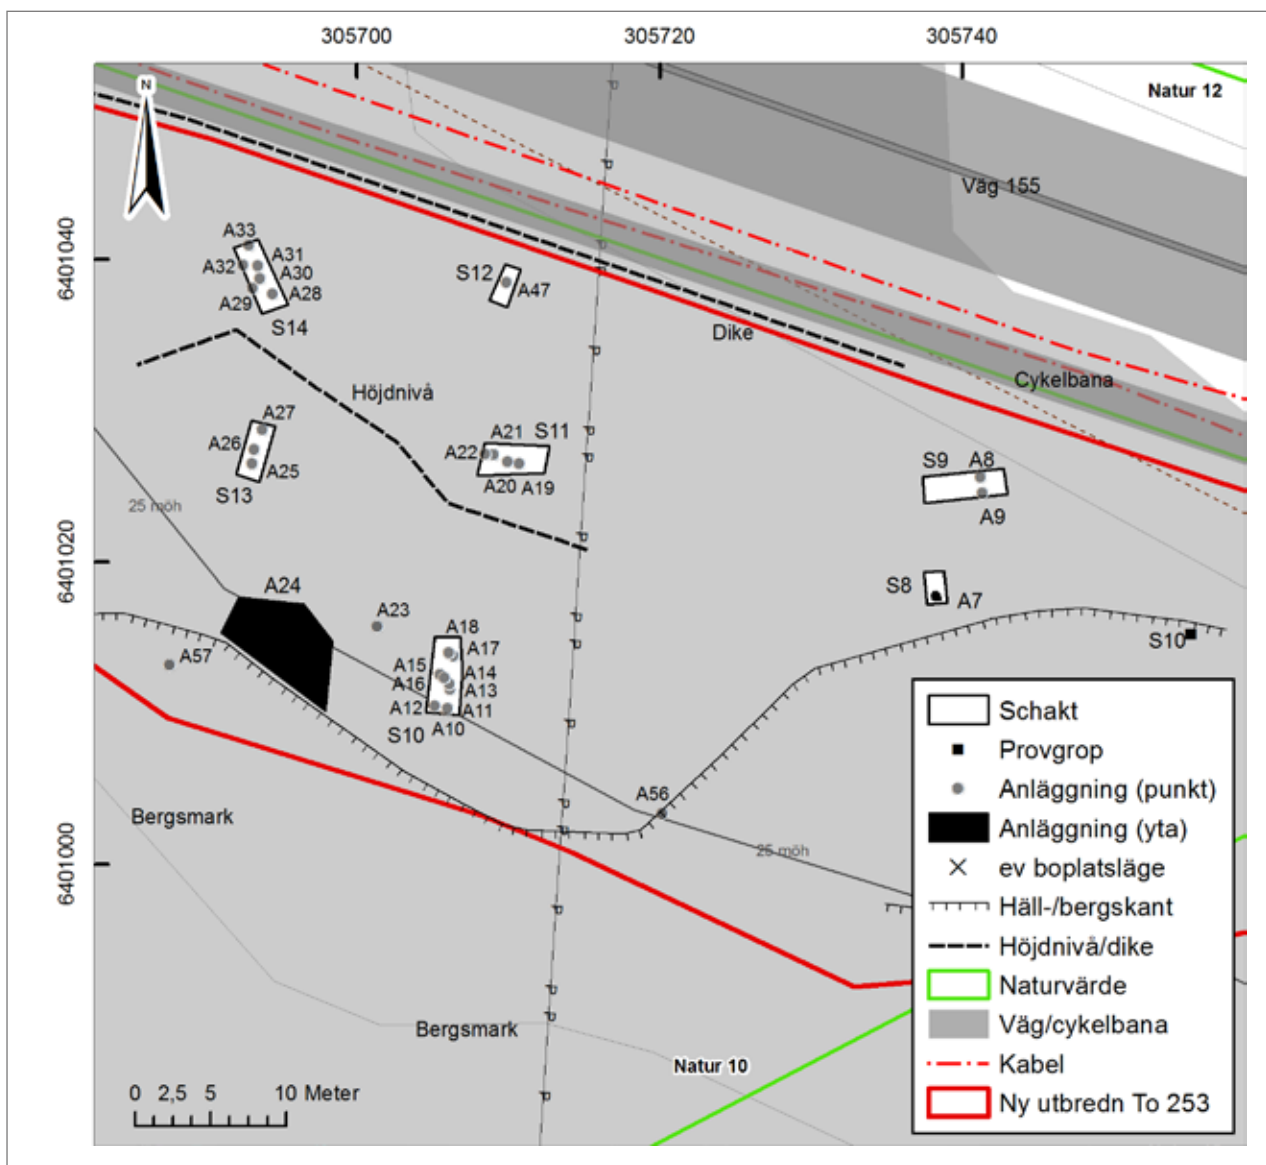 305700 305720 305740
N
Natur 12
Väg 155
6401040
A33
A31
A32
A30
A29
A28
S14
S12
A47
Dike
Höjdnivå
Cykelbana
A27
A26
A25
S13
A21
S11
A22
A20
A19
S9
A8
A9
25 möh
6401020
A24
S8
A7
A23
A18
A17
A15
A14
A16
A13
A12
A11
A10
S10
S10
A57
A56
25 möh
6401000
Bergsmark
Bergsmark
Natur 10
P P P P P P P P P P P P P P P P P P
Schakt
Provgrop
Anläggning (punkt)
Anläggning (yta)
ev boplatsläge
Häll-/bergskant
Höjdnivå/dike
Naturvärde
Väg/cykelbana
Kabel
Ny utbredn To 253
0 2,5 5 10 Meter